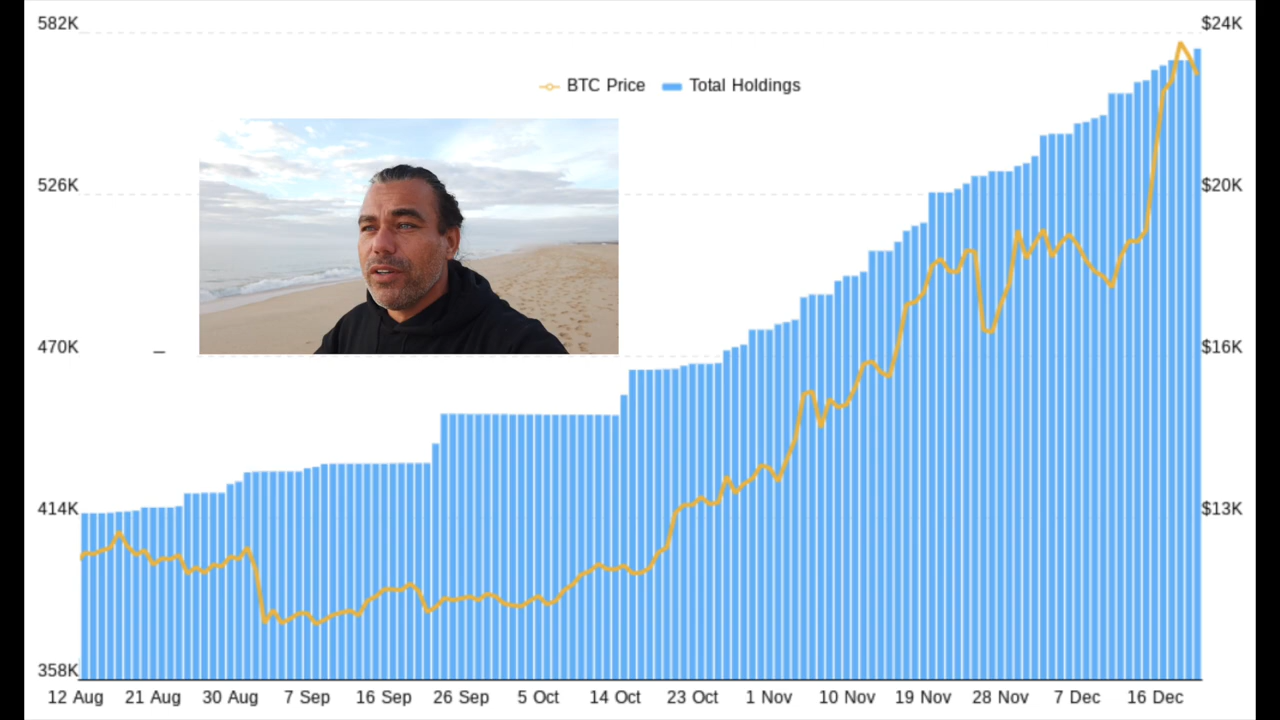 582K
$24K
BTC Price
Total Holdings
526K
$20K
470K
$16K
414K
$13K
358K
12 Aug 21 Aug 30 Aug 7 Sep 16 Sep 26 Sep 5 Oct 14 Oct 23 Oct 1 Nov 10 Nov 19 Nov 28 Nov 7 Dec 16 Dec